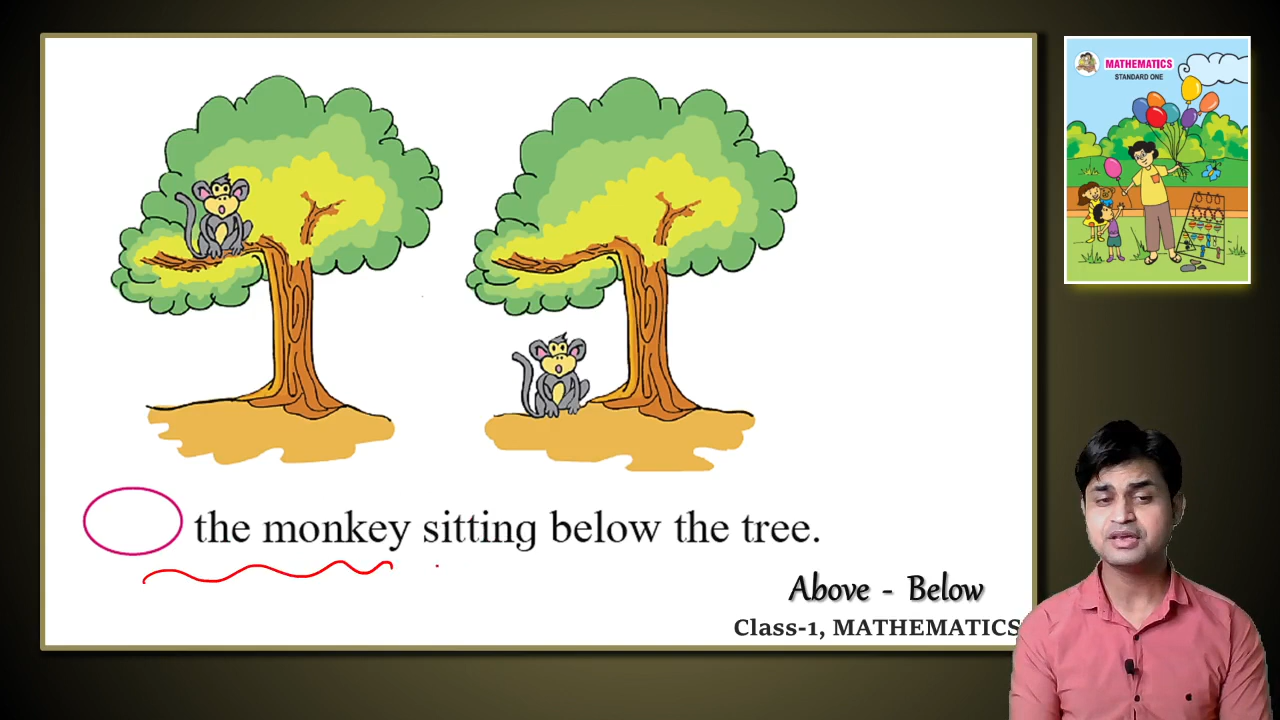 MATHEMATICS
STANDARD ONE
the monkey sitting below the tree.
Above - Below
Class-1, MATHEMATICS